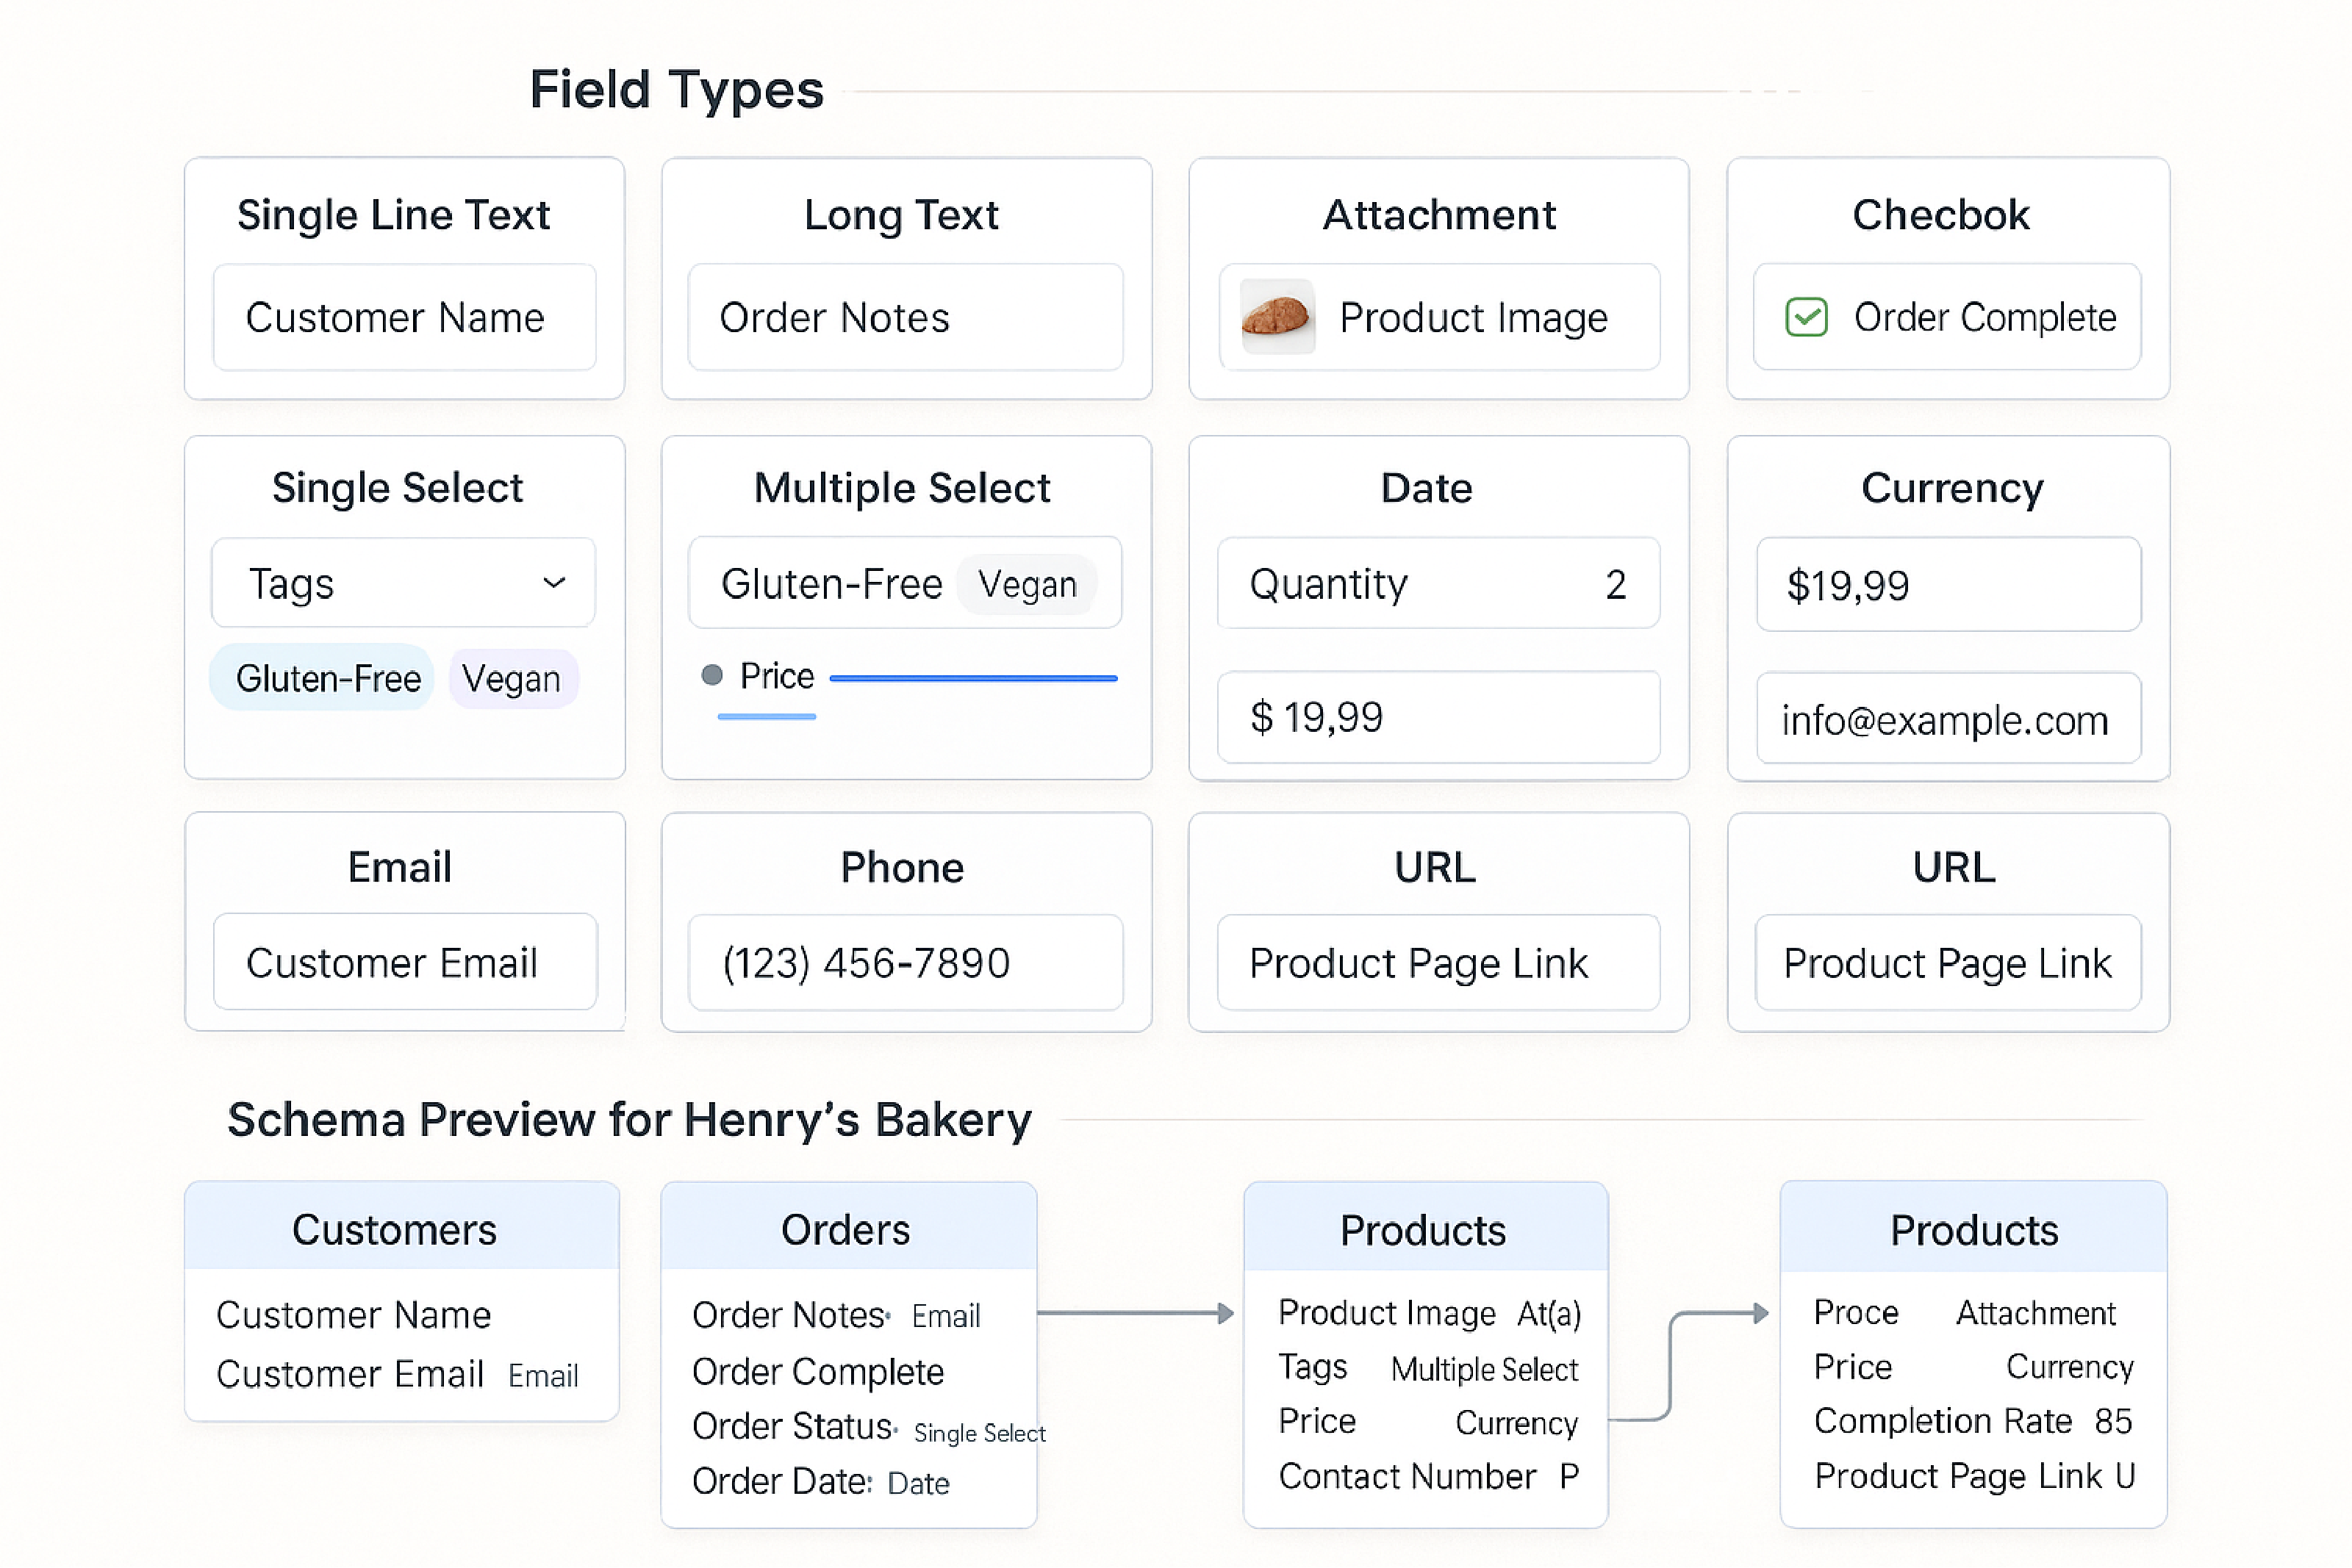 Field Types
Single Line Text
Customer Name
Long Text
Order Notes
Attachment
Product Image
Checbok
Order Complete
Single Select
Tags
Gluten-Free Vegan
Multiple Select
Gluten-Free Vegan
Price
Date
Quantity 2
$ 19,99
Currency
$19,99
info@example.com
Email
Customer Email
Phone
(123) 456-7890
URL
Product Page Link
URL
Product Page Link
Schema Preview for Henry's Bakery
Customers
Customer Name
Customer Email Email
Orders
Order Notes· Email
Order Complete
Order Status· Single Select
Order Date: Date
Products
Product Image At(a)
Tags Multiple Select
Price Currency
Contact Number P
Products
Proce Attachment
Price Currency
Completion Rate 85
Product Page Link U